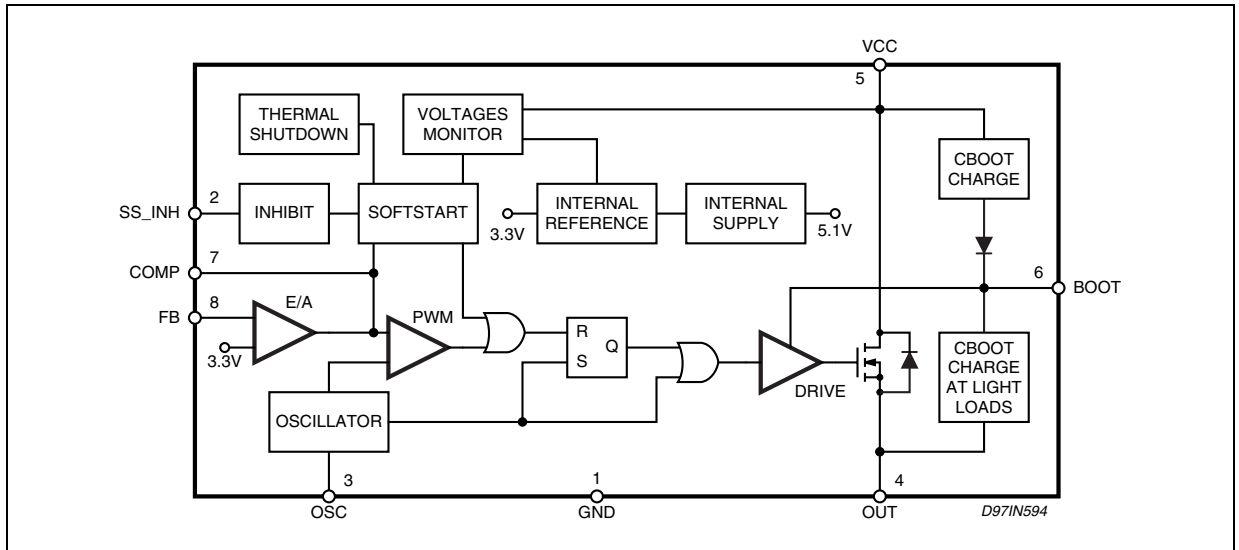 VCC
5
THERMAL
SHUTDOWN
VOLTAGES
MONITOR
CBOOT
CHARGE
SS_INH
2
INHIBIT
SOFTSTART
3.3V
INTERNAL
REFERENCE
INTERNAL
SUPPLY
5.1V
COMP
7
6
BOOT
FB
8
E/A
3.3V
PWM
R
S
Q
DRIVE
CBOOT
CHARGE
AT LIGHT
LOADS
OSCILLATOR
3
OSC
1
GND
4
OUT
D97IN594